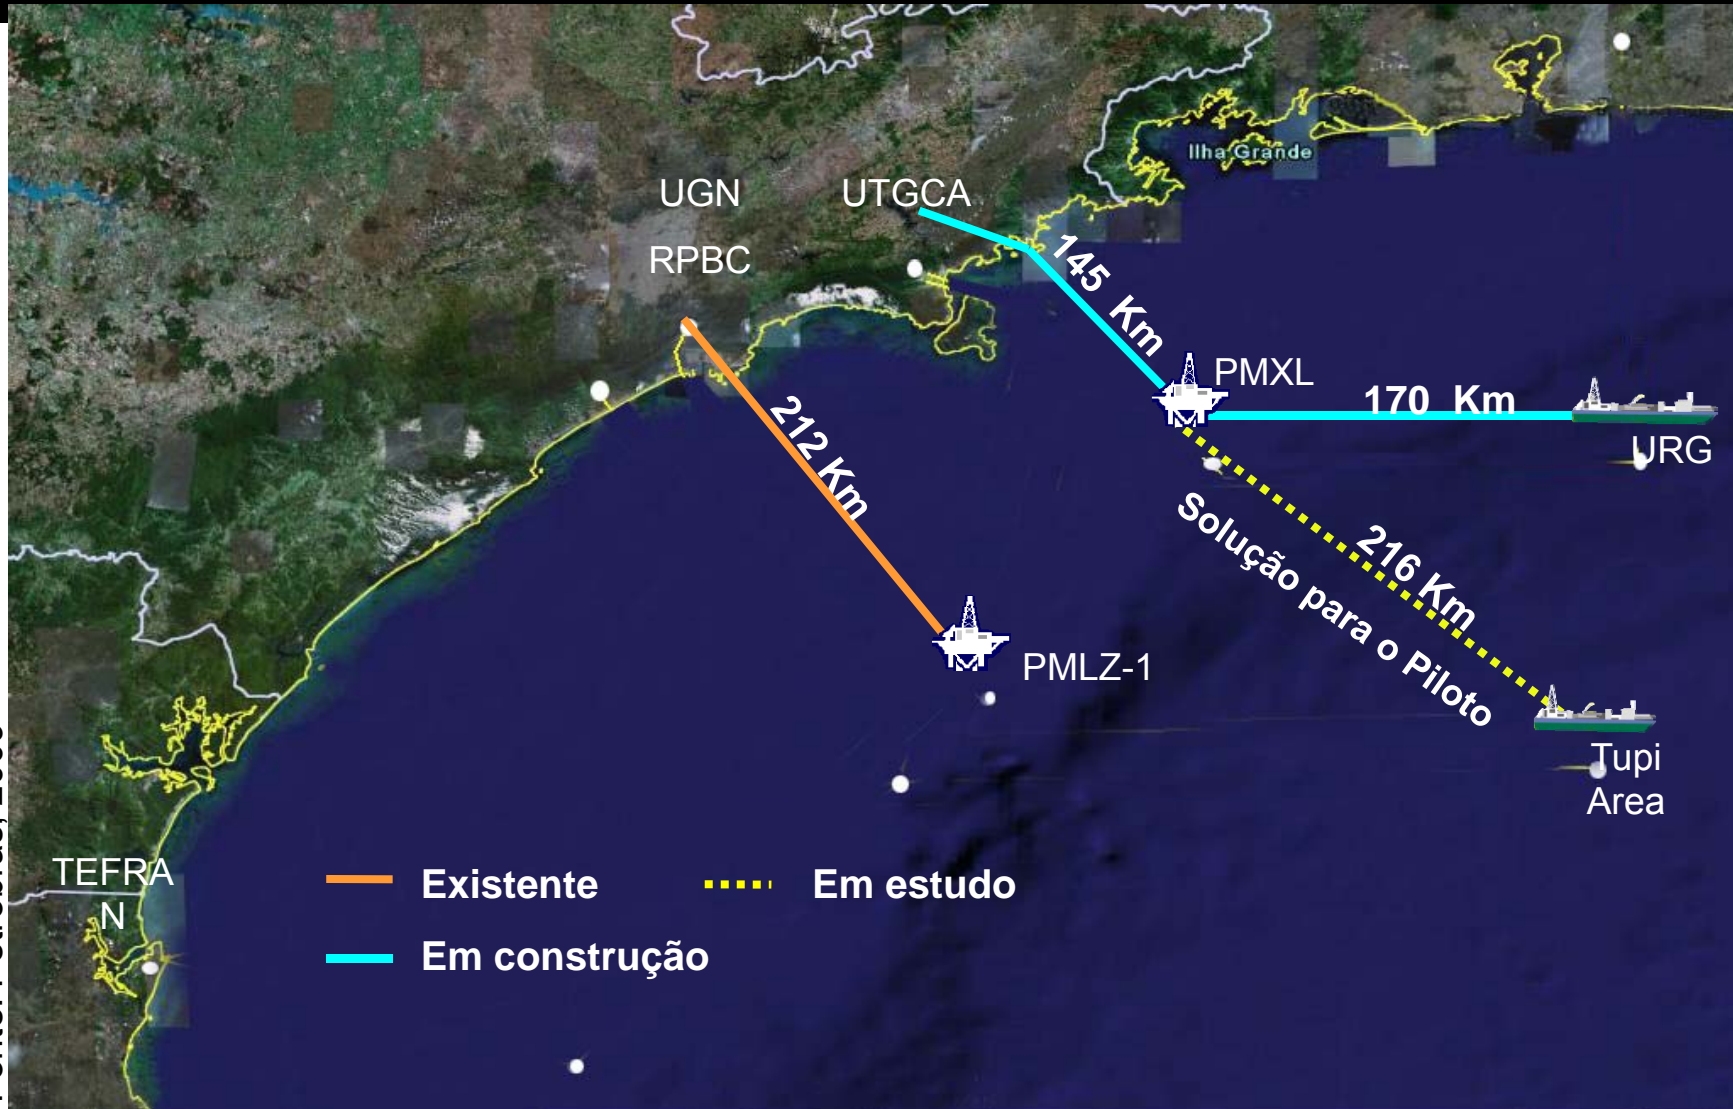 Ilha Grande
UGN
RPBC
UTGCA
145 Km
PMXL
170 Km
URG
212 Km
216 Km
Solução para o Piloto
PMLZ-1
Tupi
Area
TEFRA
N
Existente
Em estudo
Em construção